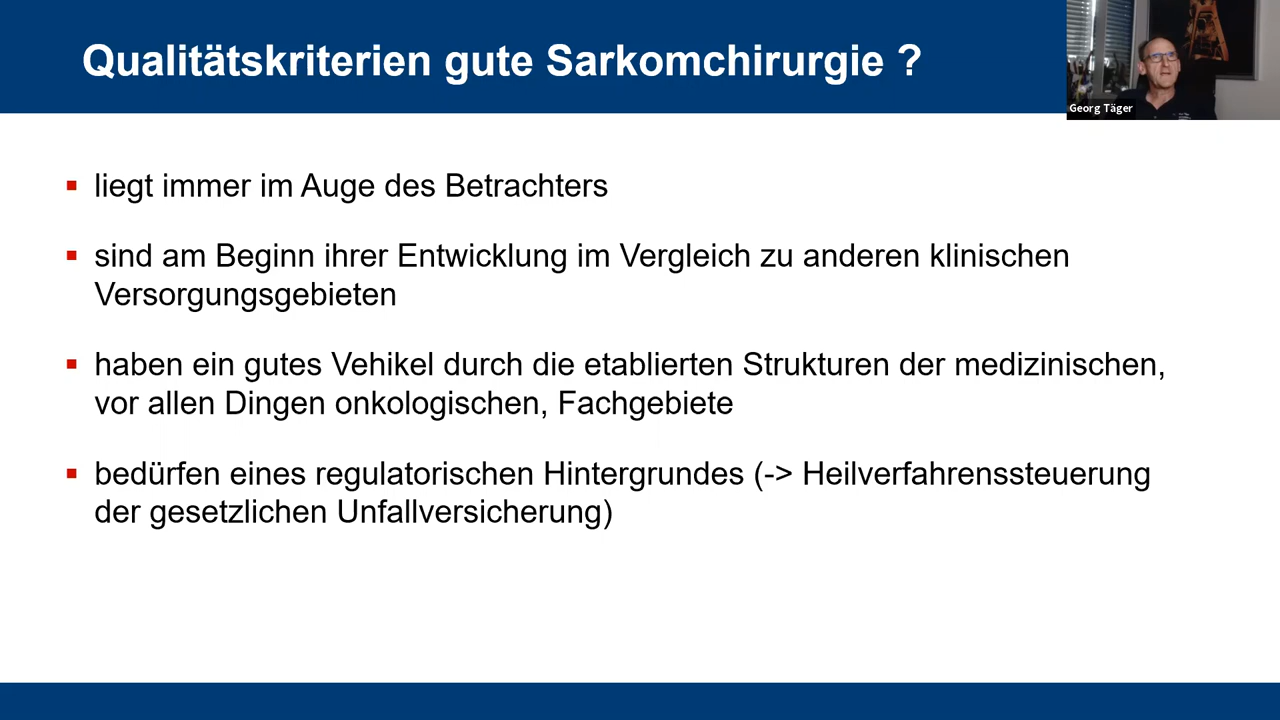 Qualitätskriterien gute Sarkomchirurgie ?
Georg Täger
liegt immer im Auge des Betrachters
sind am Beginn ihrer Entwicklung im Vergleich zu anderen klinischen
Versorgungsgebieten
haben ein gutes Vehikel durch die etablierten Strukturen der medizinischen,
vor allen Dingen onkologischen, Fachgebiete
bedürfen eines regulatorischen Hintergrundes (-> Heilverfahrenssteuerung
der gesetzlichen Unfallversicherung)